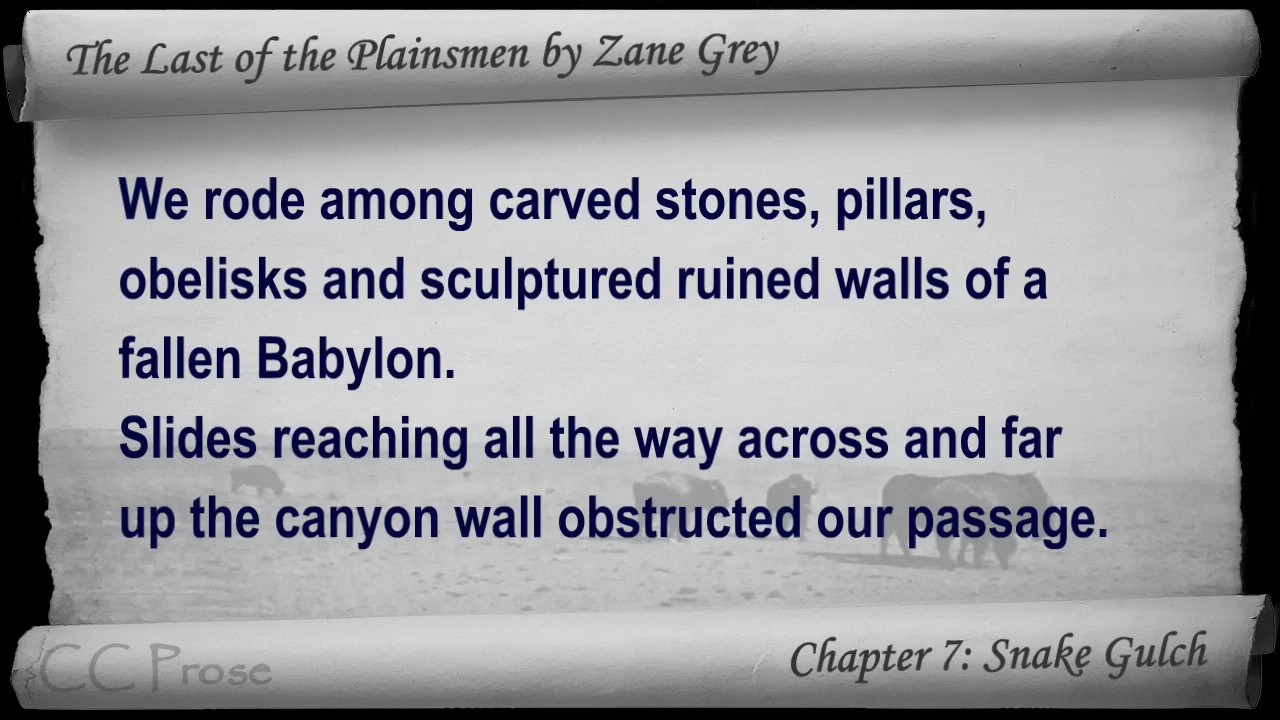 The Last of the Plainsmen by Zane Grey
We rode among carved stones, pillars,
obelisks and sculptured ruined walls of a
fallen Babylon.
Slides reaching all the way across and far
up the canyon wall obstructed our passage.
CC Prose
Chapter 7: Snake Gulch